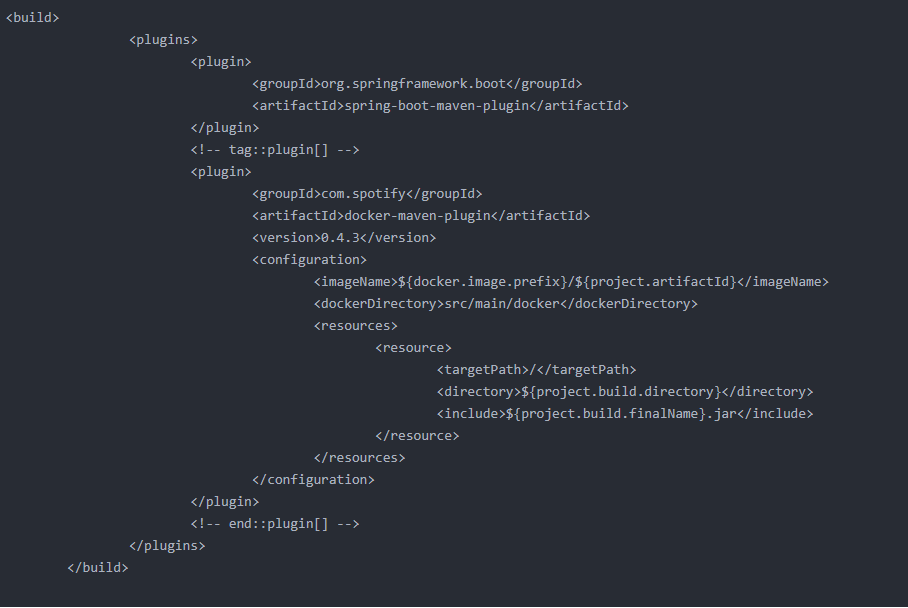 <build>
<plugins>
<plugin>
<groupId>org.springframework.boot</groupId>
<artifactId>spring-boot-maven-plugin</artifactId>
</plugin>
<!-- tag::plugin[] -->
<plugin>
<groupId>com.spotify</groupId>
<artifactId>docker-maven-plugin</artifactId>
<version>0.4.3</version>
<configuration>
<imageName>${docker.image.prefix}/${project.artifactId}</imageName>
<dockerDirectory>src/main/docker</dockerDirectory>
<resources>
<resource>
<targetPath>/</targetPath>
<directory>${project.build.directory}</directory>
<include>${project.build.finalName}.jar</include>
</resource>
</resources>
</configuration>
</plugin>
<!-- end::plugin[] -->
</plugins>
</build>